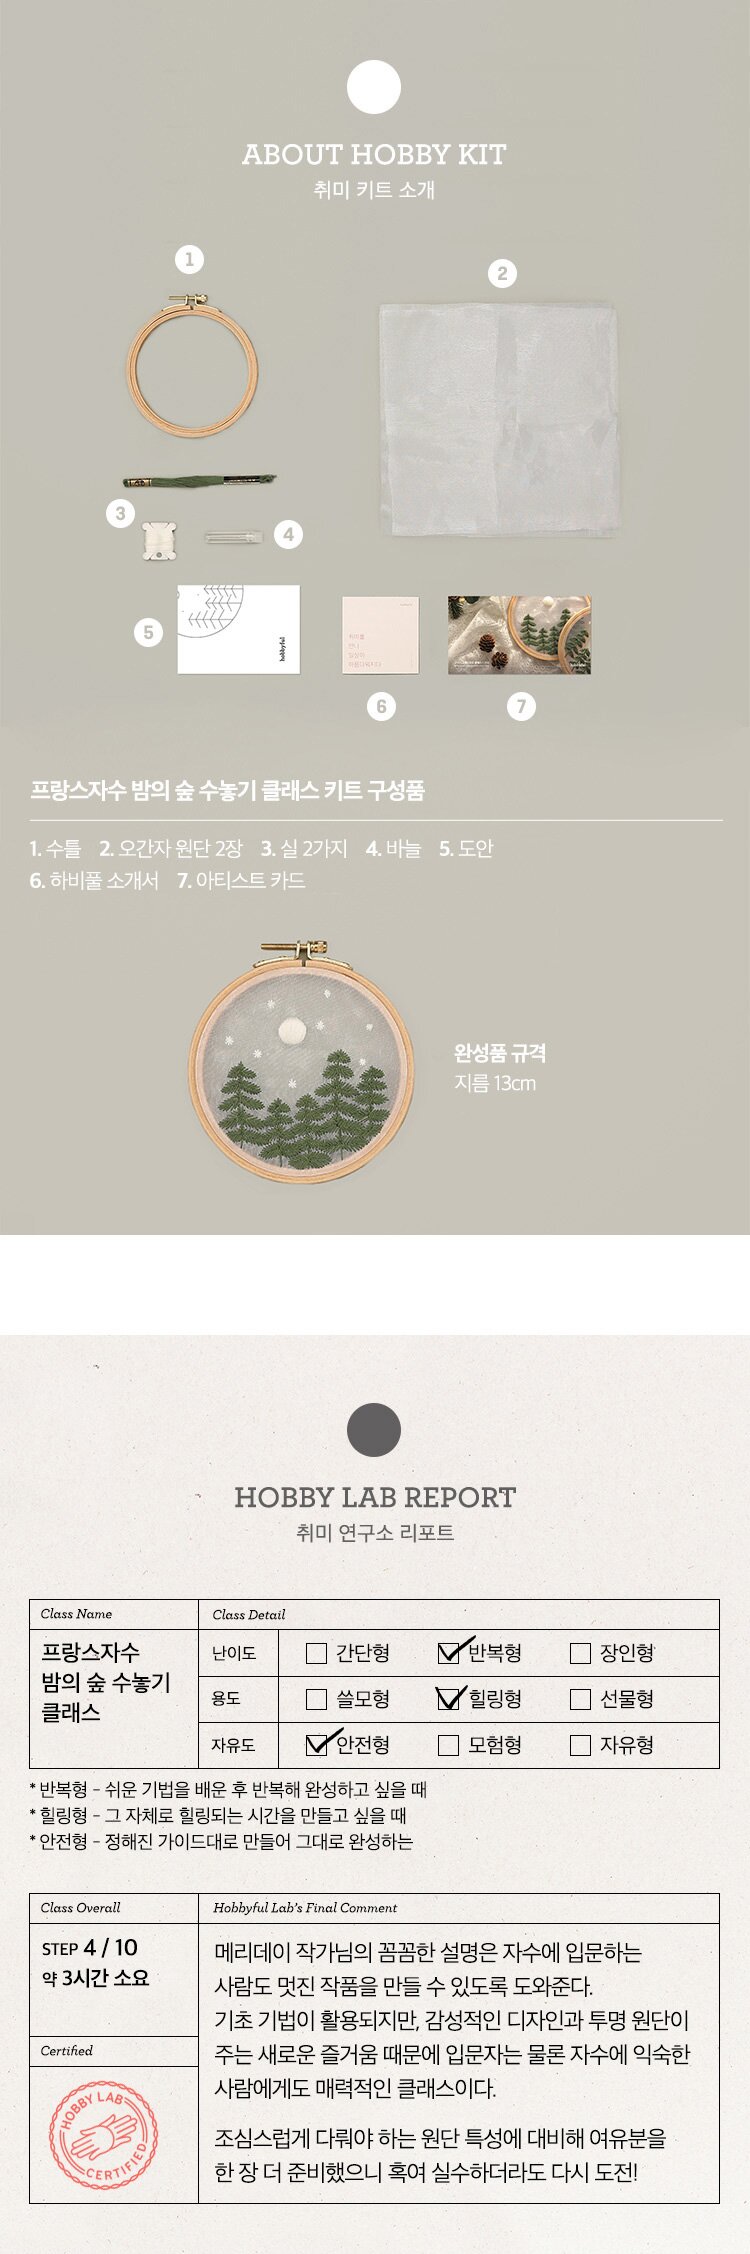 ABOUT HOBBY KIT
취미 키트 소개
1
2
3
4
5
hobbyful
취미를
만나
일상이
아름다워지다
6
7
프랑스자수 밤의 숲 수놓기 클래스 키트 구성품
1. 수틀 2. 오간자 원단 2장 3. 실 2가지 4. 바늘 5. 도안
6. 하비풀 소개서 7. 아티스트 카드
완성품 규격
지름 13cm
HOBBY LAB REPORT
취미 연구소 리포트
Class Name
Class Detail
프랑스자수
밤의 숲 수놓기
클래스
난이도 간단형 반복형 장인형
용도 쓸모형 힐링형 선물형
자유도 안전형 모험형 자유형
* 반복형 - 쉬운 기법을 배운 후 반복해 완성하고 싶을 때
* 힐링형 - 그 자체로 힐링되는 시간을 만들고 싶을 때
* 안전형 - 정해진 가이드대로 만들어 그대로 완성하는
Class Overall
Hobbyful Lab's Final Comment
STEP 4 / 10
약 3시간 소요
메리데이 작가님의 꼼꼼한 설명은 자수에 입문하는
사람도 멋진 작품을 만들 수 있도록 도와준다.
기초 기법이 활용되지만, 감성적인 디자인과 투명 원단이
주는 새로운 즐거움 때문에 입문자는 물론 자수에 익숙한
사람에게도 매력적인 클래스이다.
조심스럽게 다뤄야 하는 원단 특성에 대비해 여유분을
한 장 더 준비했으니 혹여 실수하더라도 다시 도전!
Certified
HOBBY LAB
CERTIFIED